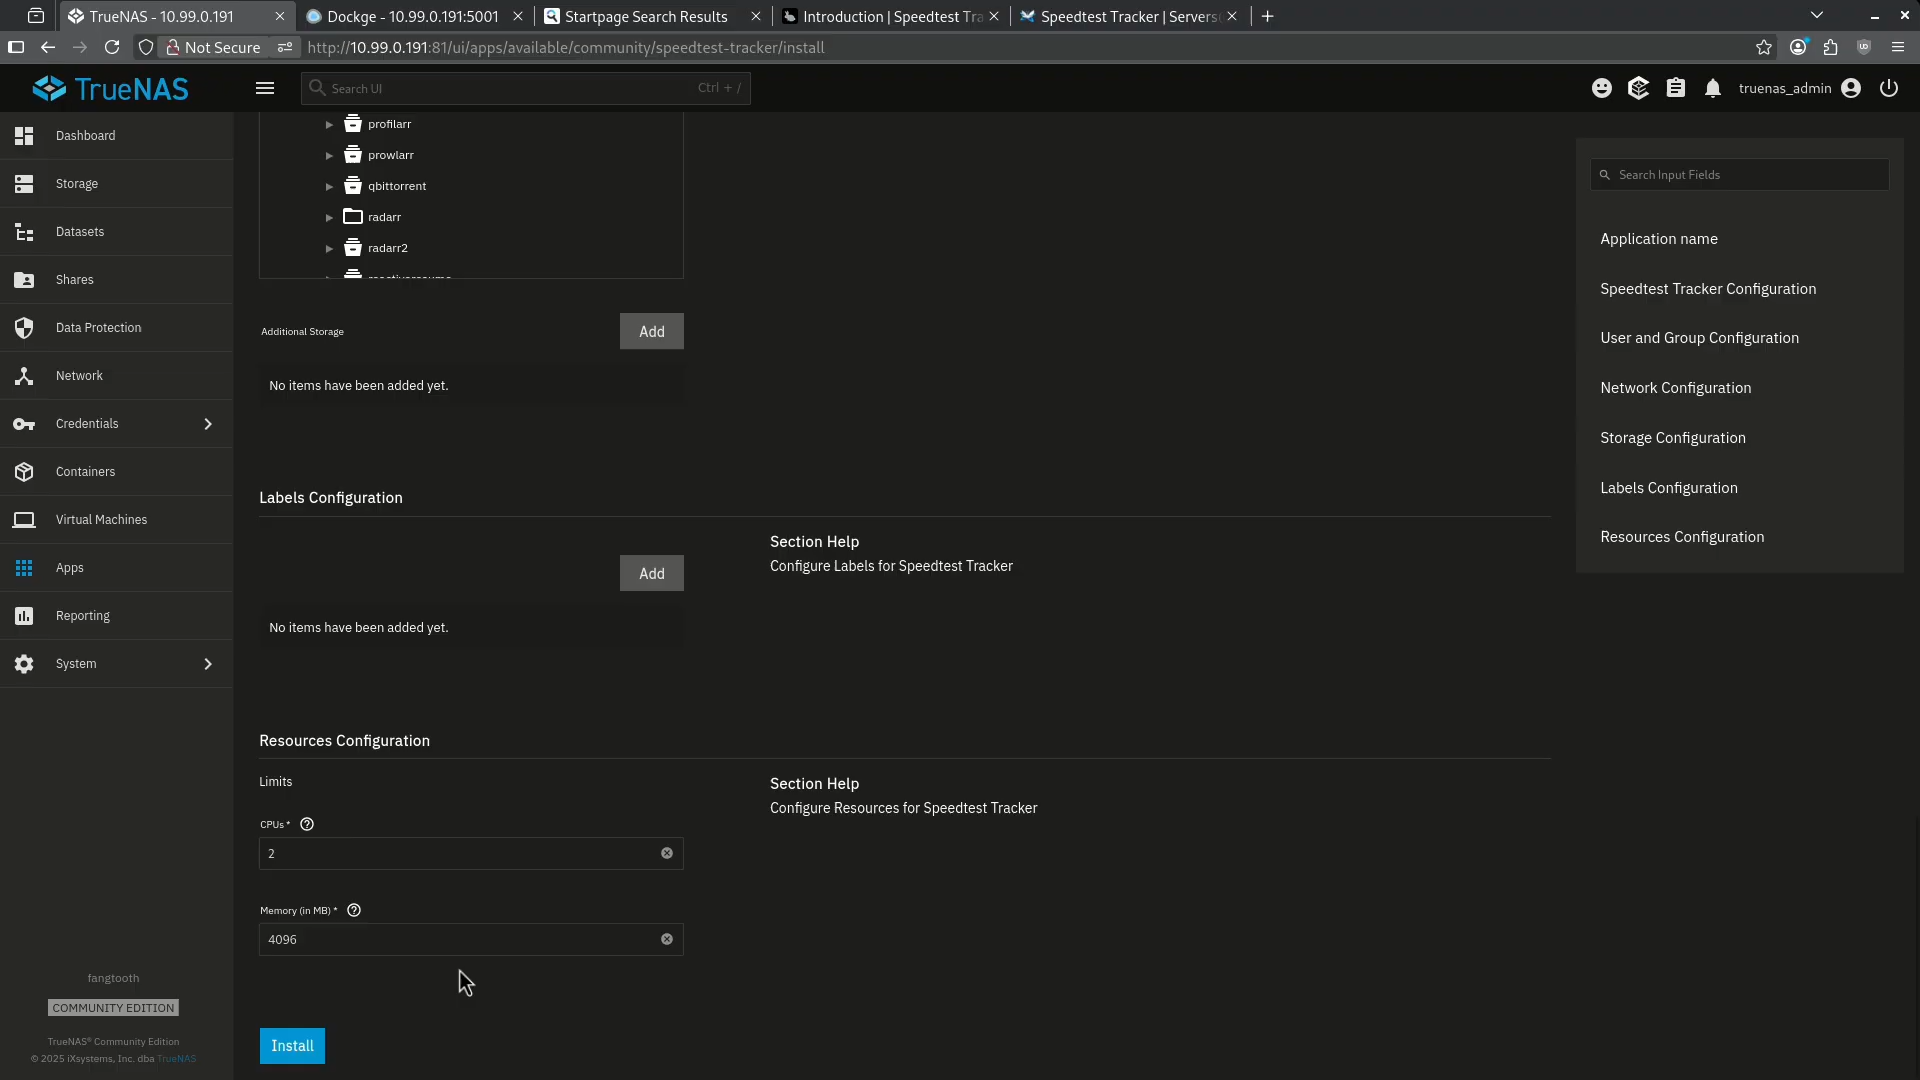 TrueNAS - 10.99.0.191
Dockge - 10.99.0.191:5001
Startpage Search Results
Introduction | Speedtest Tra
Speedtest Tracker | Servers
Not Secure
http://10.99.0.191:81/ui/apps/available/community/speedtest-tracker/install
TrueNAS
Search UI
Ctrl + /
truenas_admin
Dashboard
Storage
Datasets
Shares
Data Protection
Network
Credentials
Containers
Virtual Machines
Apps
Reporting
System
fangtooth
COMMUNITY EDITION
TrueNAS® Community Edition
© 2025 iXsystems, Inc. dba TrueNAS
profilarr
prowlarr
qbittorrent
radarr
radarr2
Additional Storage
Add
No items have been added yet.
Labels Configuration
Section Help
Configure Labels for Speedtest Tracker
Add
No items have been added yet.
Resources Configuration
Limits
Section Help
Configure Resources for Speedtest Tracker
CPUs *
2
Memory (in MB) *
4096
Install
Search Input Fields
Application name
Speedtest Tracker Configuration
User and Group Configuration
Network Configuration
Storage Configuration
Labels Configuration
Resources Configuration